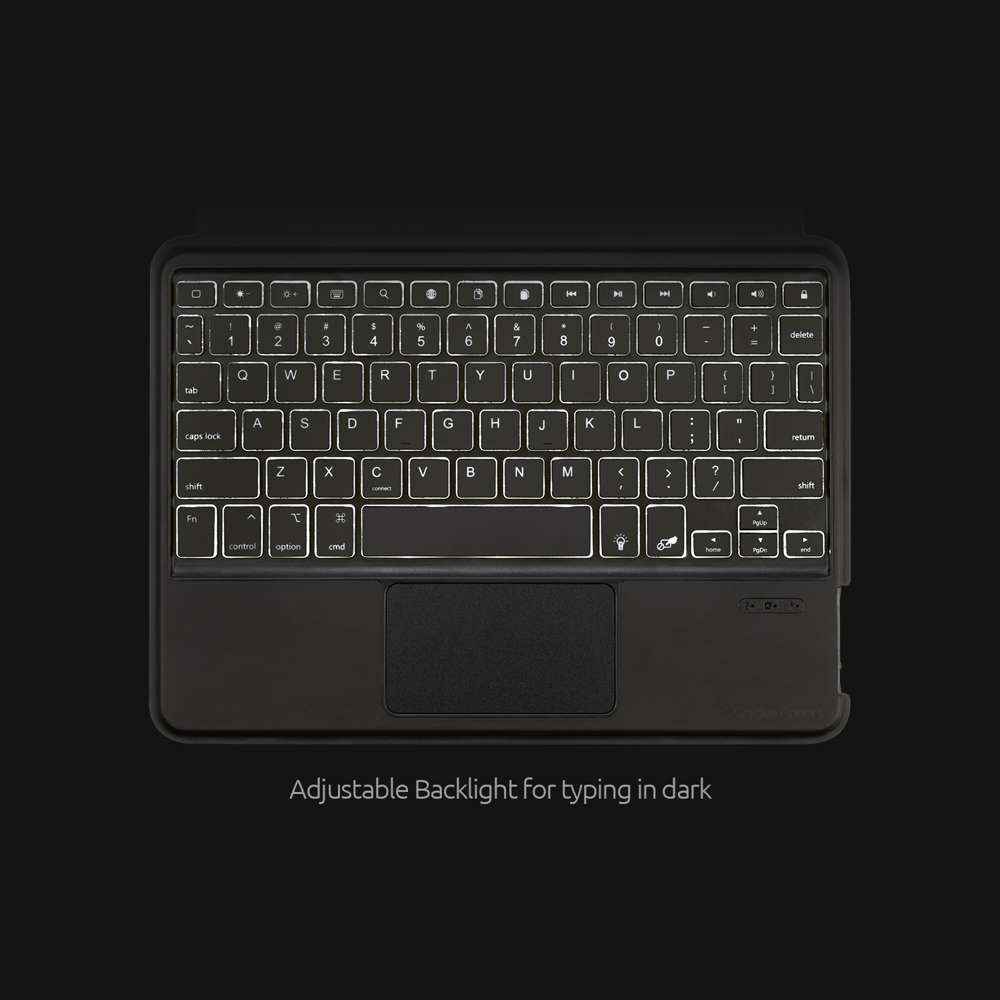 ~ ! @ # $ % ^ & * ( ) _ +
` 1 2 3 4 5 6 7 8 9 0 - = delete
tab Q W E R T Y U I O P { [ } ] | \
caps lock A S D F G H J K L : ; " ' return
shift Z X C V B N M < , > . ? / shift
connect
Fn ^ ⌥ ⌘ PgUp
control option cmd home PgDn end
Adjustable Backlight for typing in dark